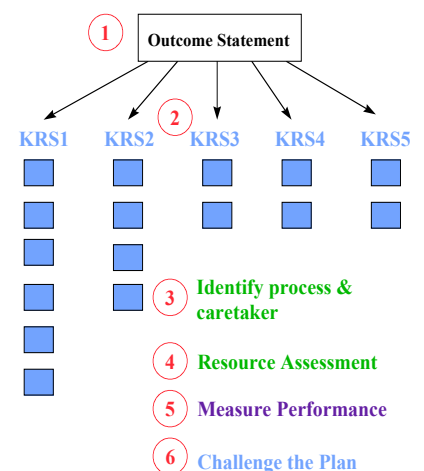 1
Outcome Statement
2
KRS1 KRS2 KRS3 KRS4 KRS5
3
Identify process &
caretaker
4 Resource Assessment
5 Measure Performance
6 Challenge the Plan